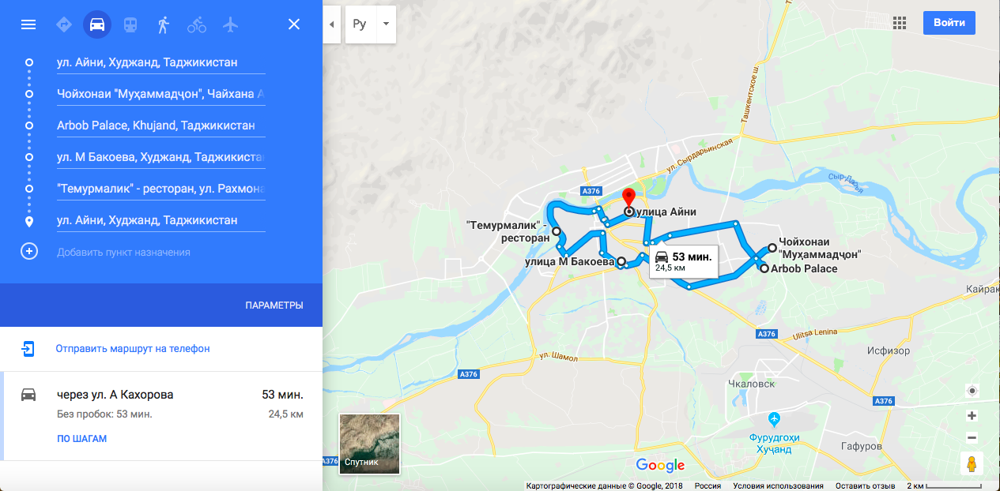 ул. Айни, Худжанд, Таджикистан
Чойхонаи "Муҳаммадҷон", Чайхана А
Arbob Palace, Khujand, Таджикистан
ул. М Бакоева, Худжанд, Таджикиста
"Темурмалик" - ресторан, ул. Рахмона
ул. Айни, Худжанд, Таджикистан
Добавить пункт назначения
ПАРАМЕТРЫ
Отправить маршрут на телефон
через ул. А Кахорова
53 мин.
Без пробок: 53 мин.
24,5 км
ПО ШАГАМ
Ру
Войти
Ташкентское ш.
ул. Сырдарьинская
Сыр-Дарья
A376
улица Айни
"Темурмалик" -
ресторан
Чойхонаи
"Муҳаммадҷон"
улица М Бакоева
53 мин.
24,5 км
Arbob Palace
Кайрак
A376
Ulitsa Lenina
Исфизор
ул. Шамол
A376
Чкаловск
A376
Фурудгоҳи
Хуҷанд
Гафуров
A376
Спутник
Google
Картографические данные © Google, 2018
Россия
Условия использования
Оставить отзыв
2 км